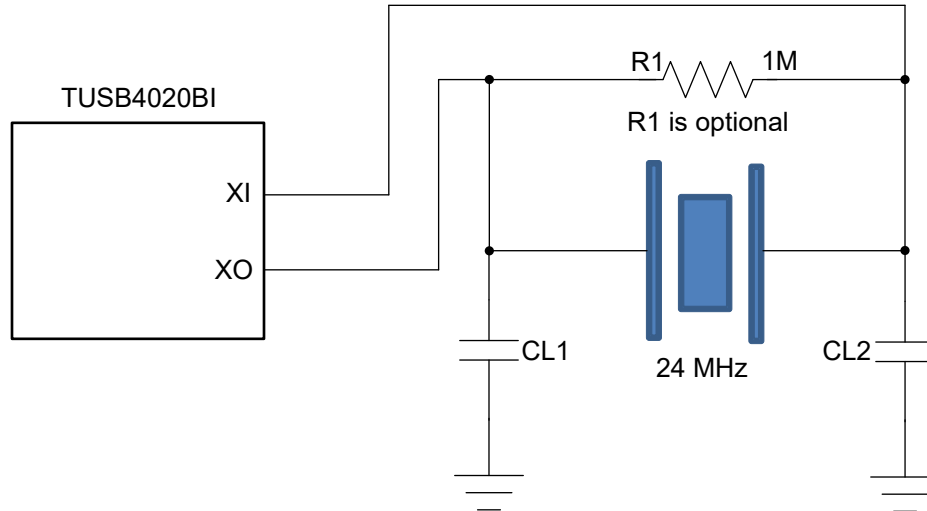 R1 1M
TUSB4020BI
R1 is optional
XI
XO
CL1
CL2
24 MHz